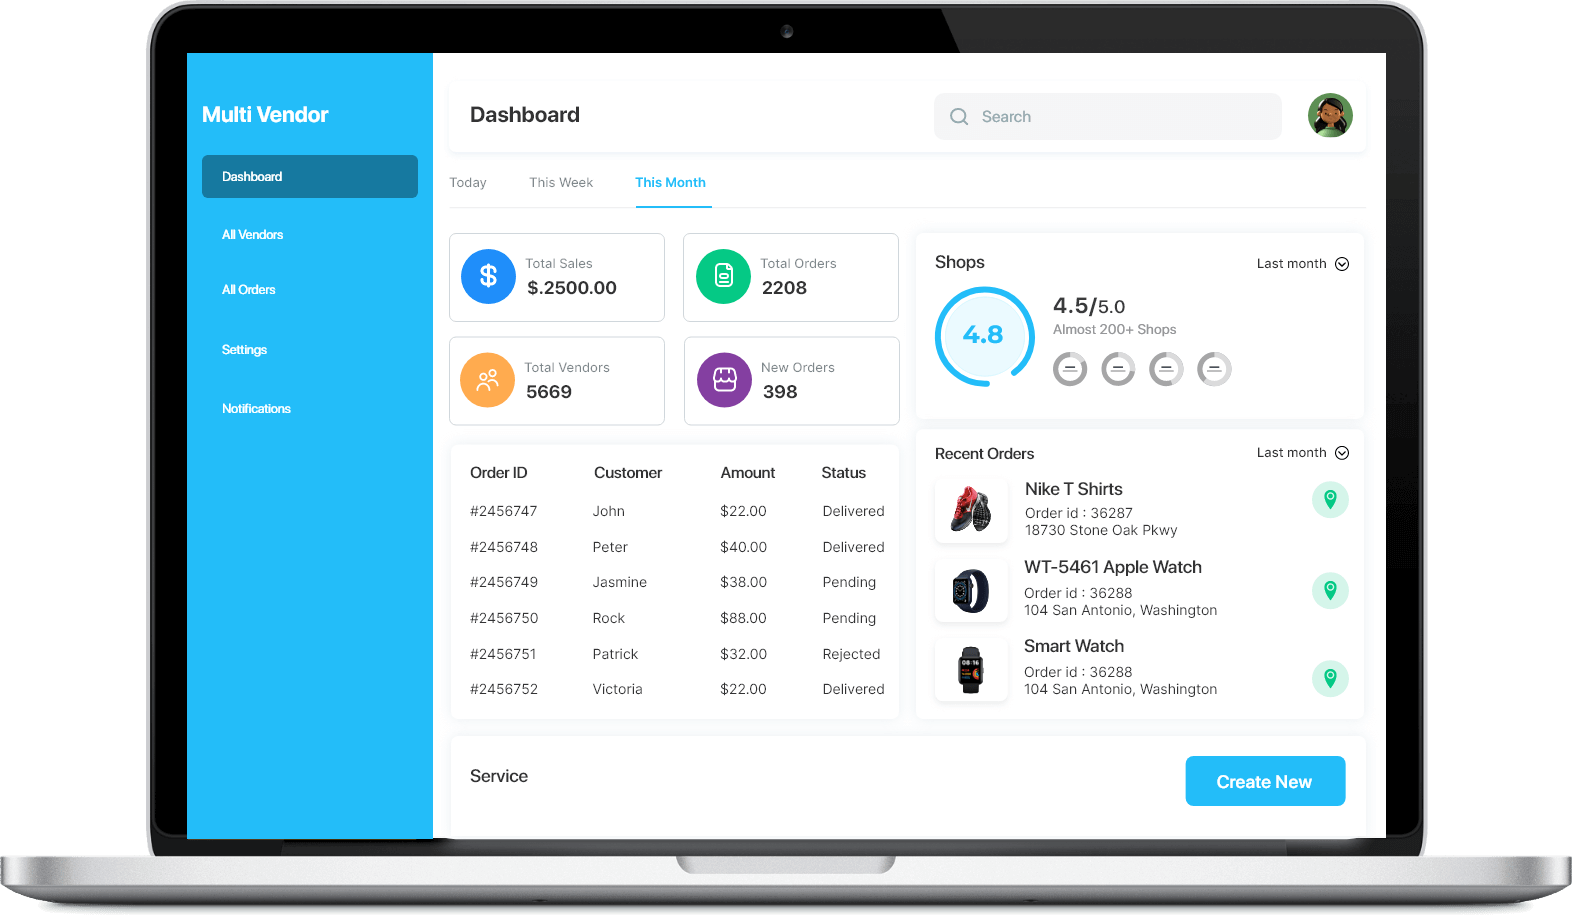 Multi Vendor
Dashboard
All Vendors
All Orders
Settings
Notifications
Dashboard
Search
Today This Week This Month
Total Sales
$.2500.00
Total Orders
2208
Total Vendors
5669
New Orders
398
Shops
Last month
4.8
4.5/5.0
Almost 200+ Shops
Order ID Customer Amount Status
#2456747 John $22.00 Delivered
#2456748 Peter $40.00 Delivered
#2456749 Jasmine $38.00 Pending
#2456750 Rock $88.00 Pending
#2456751 Patrick $32.00 Rejected
#2456752 Victoria $22.00 Delivered
Recent Orders
Last month
Nike T Shirts
Order id : 36287
18730 Stone Oak Pkwy
WT-5461 Apple Watch
Order id : 36288
104 San Antonio, Washington
08:16
Smart Watch
Order id : 36288
104 San Antonio, Washington
Service
Create New